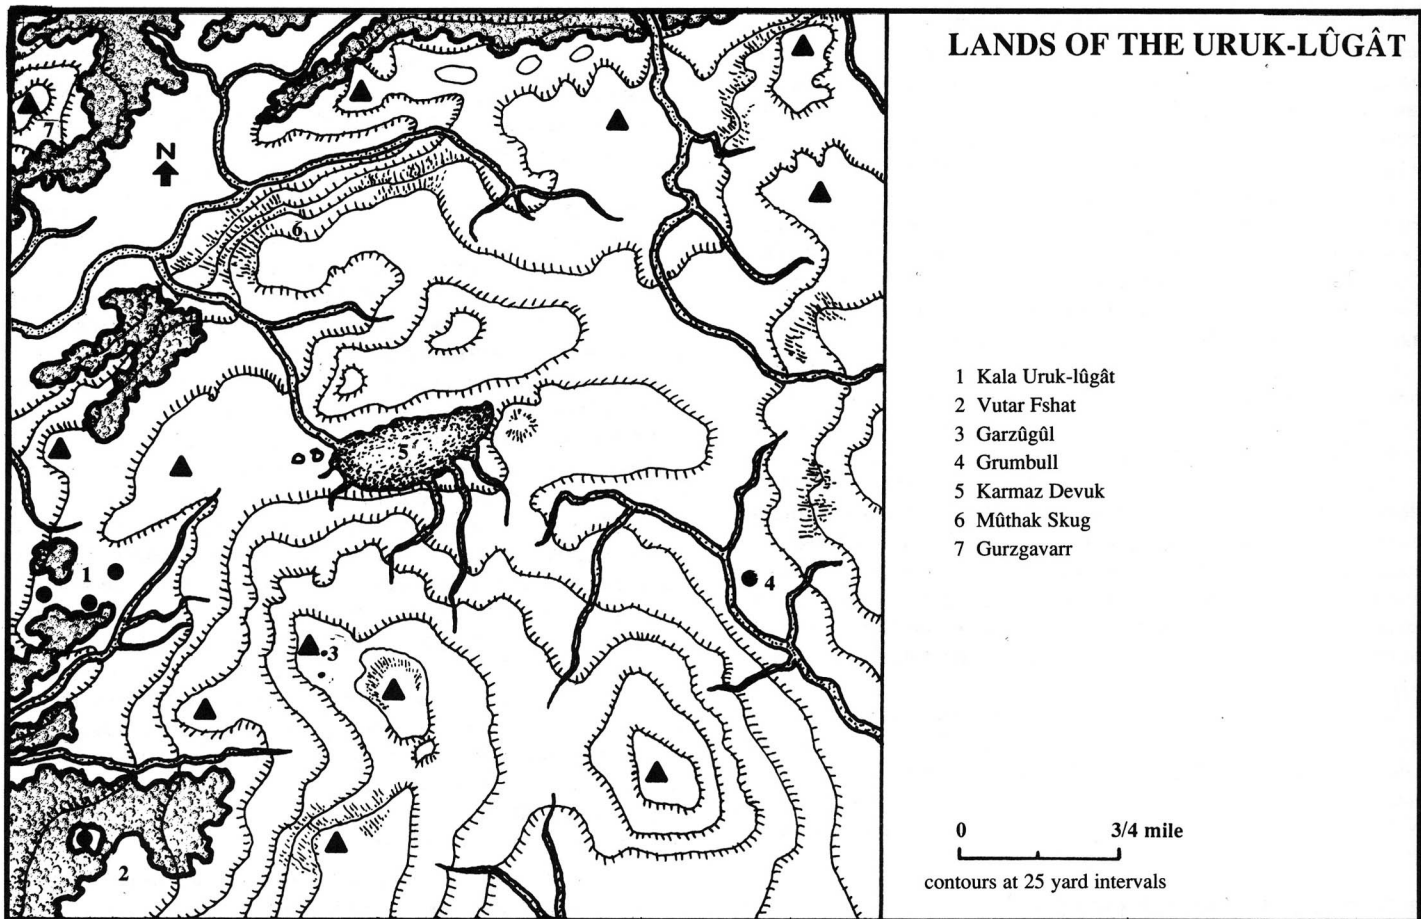 LANDS OF THE URUK-LÛGÂT
7
N
6
5
1
4
3
2
1 Kala Uruk-lûgât
2 Vutar Fshat
3 Garzûgûl
4 Grumbull
5 Karmaz Devuk
6 Mûthak Skug
7 Gurzgavarr
0 3/4 mile
contours at 25 yard intervals